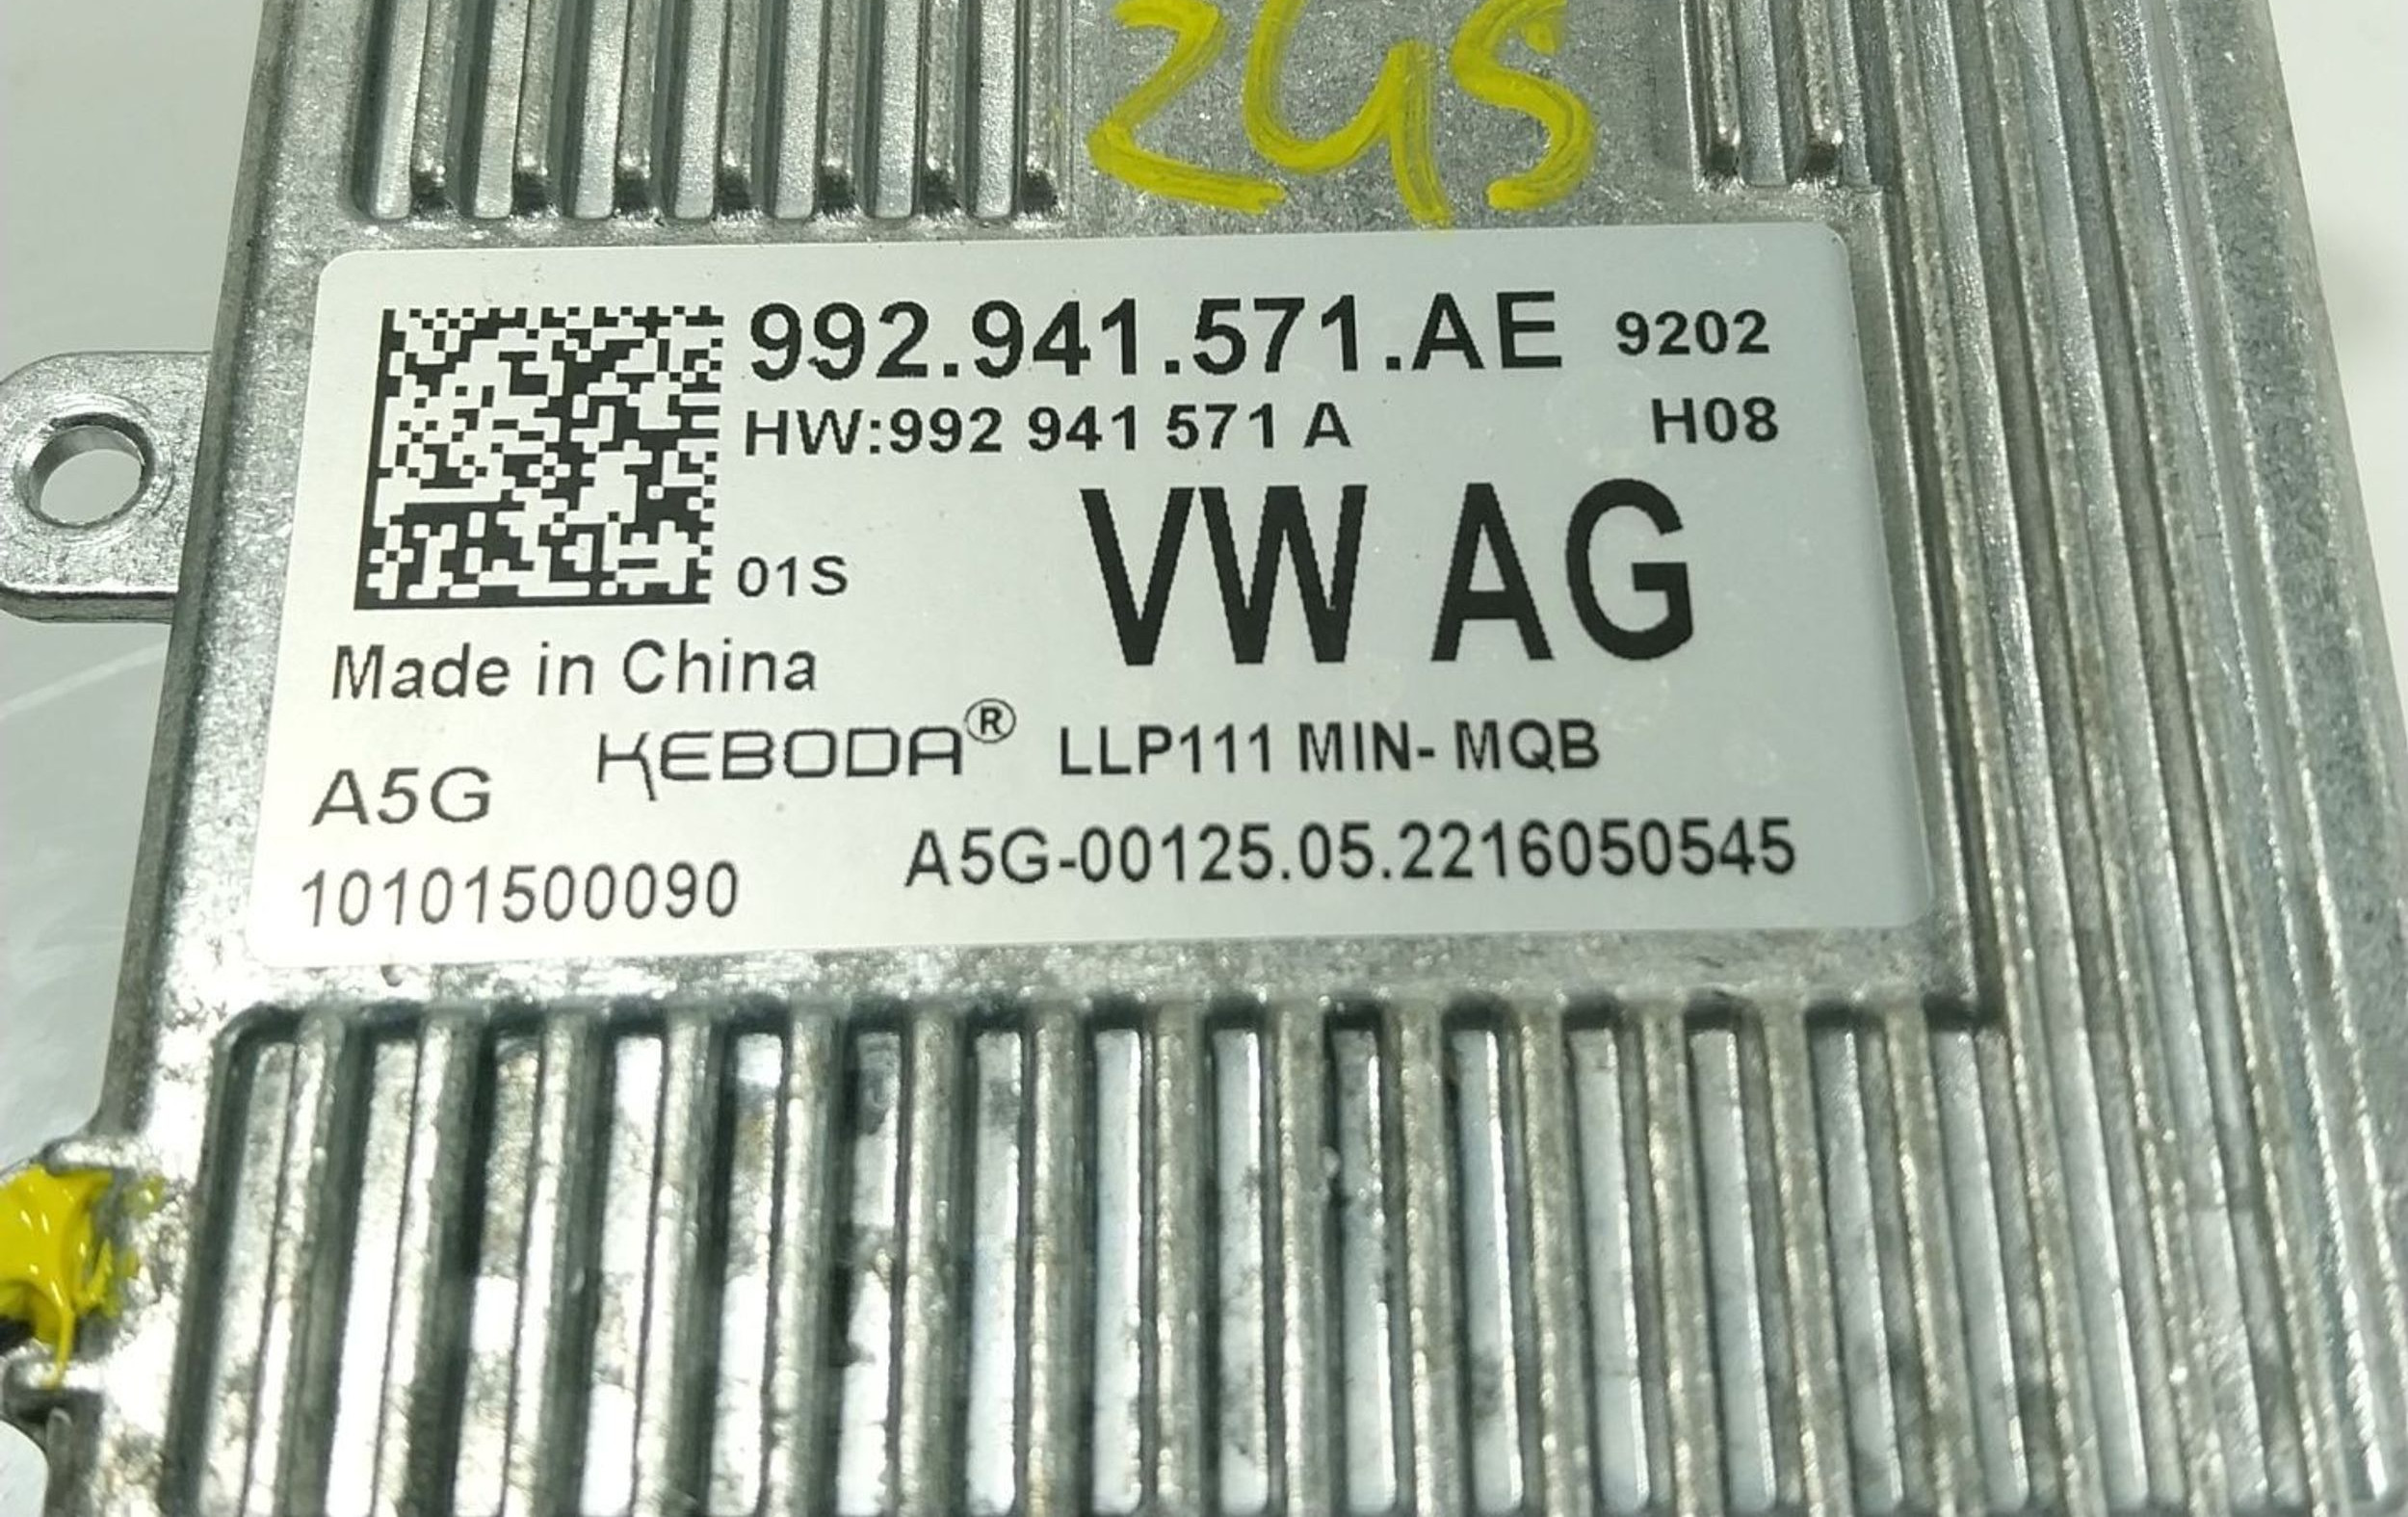 2G5
992.941.571.AE 9202
HW:992 941 571 A H08
VW AG
01S
Made in China
KEBODA® LLP111 MIN- MQB
A5G
A5G-00125.05.2216050545
10101500090